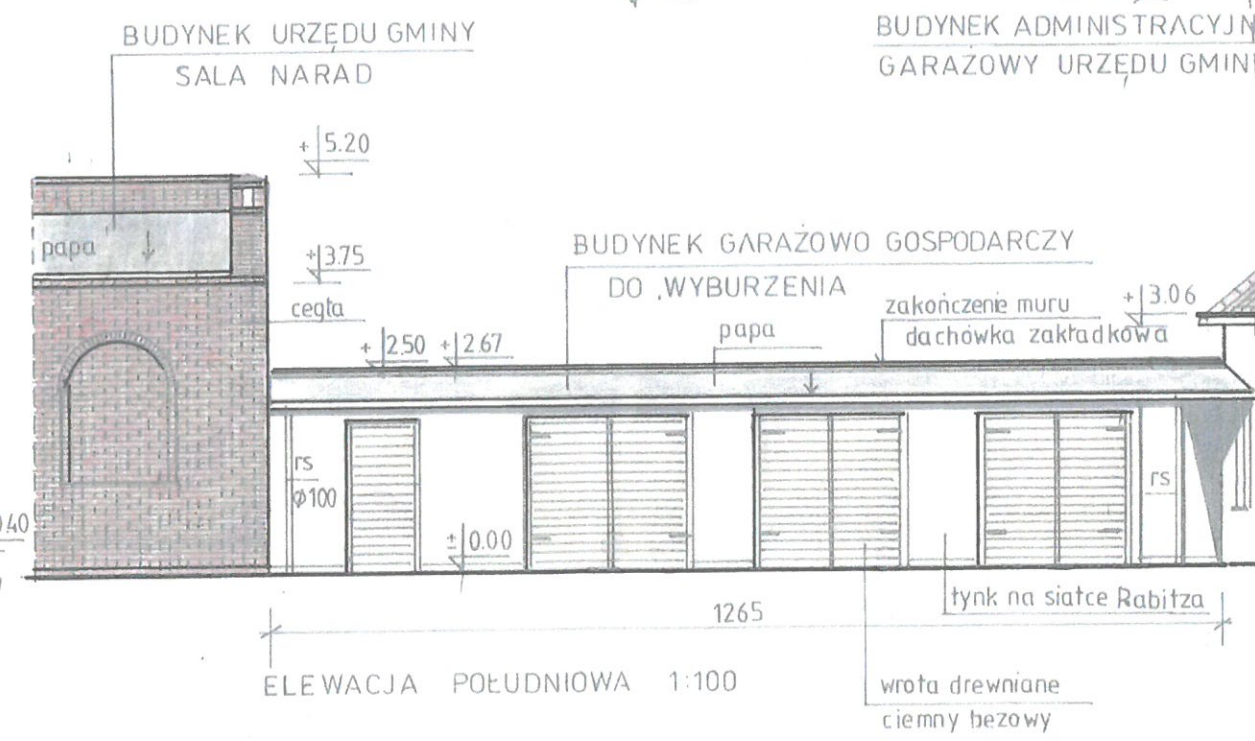 BUDYNEK URZĘDU GMINY
SALA NARAD
BUDYNEK ADMINISTRACYJN
GARAŻOWY URZĘDU GMIN
+ 5.20
papa
+ 3.75
cegła
BUDYNEK GARAŻOWO GOSPODARCZY
DO WYBURZENIA
+ 2.50 + 2.67
papa
zakończenie muru
dachówka zakładkowa
+ 3.06
rs
φ100
rs
040
± 0.00
tynk na siatce Rabitza
1265
ELEWACJA POŁUDNIOWA 1:100
wrota drewniane
ciemny beżowy